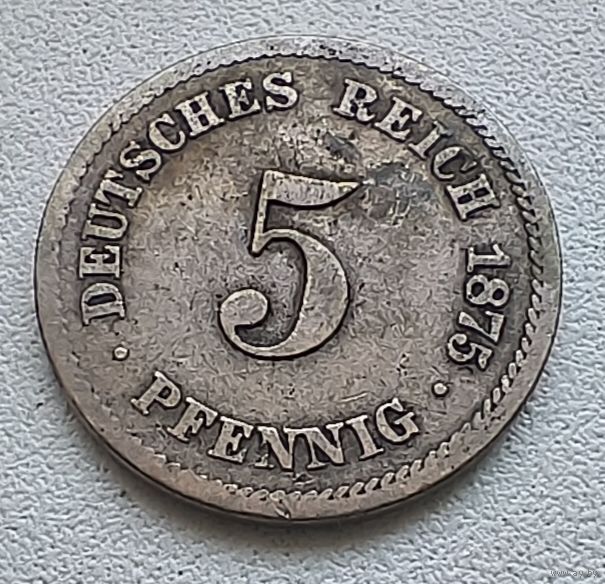 DEUTSCHES REICH 1875
5
· PFENNIG ·